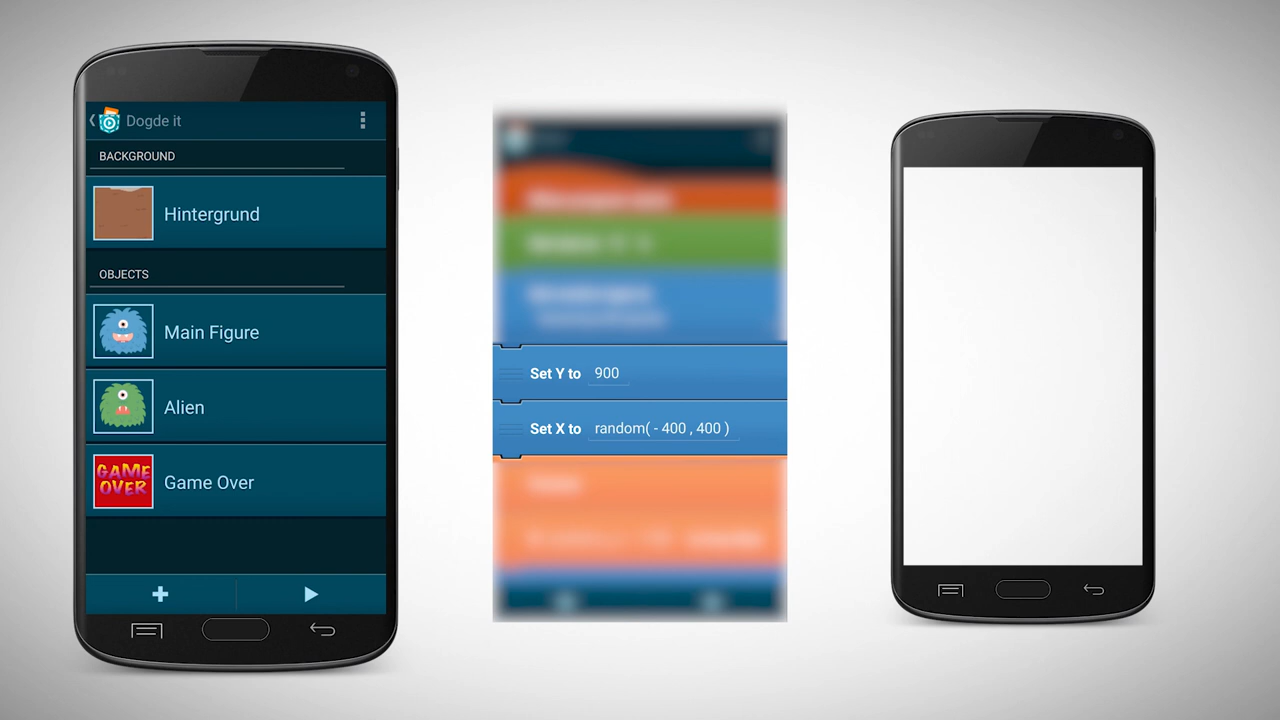 Dogde it
BACKGROUND
Hintergrund
OBJECTS
Main Figure
Alien
GAME OVER
Game Over
Set Y to 900
Set X to random( - 400 , 400 )